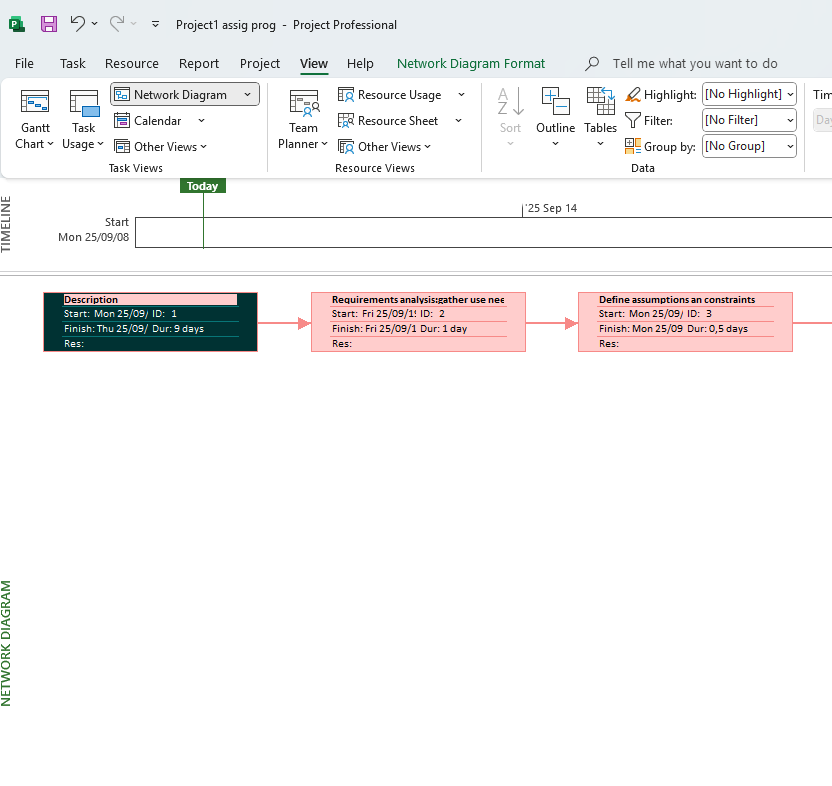 Project1 assig prog - Project Professional
File Task Resource Report Project View Help Network Diagram Format Tell me what you want to do
Gantt Chart
Task Usage
Network Diagram
Calendar
Other Views
Task Views
Team Planner
Resource Usage
Resource Sheet
Other Views
Resource Views
Sort
Outline
Tables
Highlight: [No Highlight]
Filter: [No Filter]
Group by: [No Group]
Data
Tim
Day
TIMELINE
Today
'25 Sep 14
Start
Mon 25/09/08
Description
Start: Mon 25/09/ ID: 1
Finish: Thu 25/09/ Dur: 9 days
Res:
Requirements analysis:gather use nee
Start: Fri 25/09/19 ID: 2
Finish: Fri 25/09/1 Dur: 1 day
Res:
Define assumptions an constraints
Start: Mon 25/09/ ID: 3
Finish: Mon 25/09 Dur: 0,5 days
Res:
NETWORK DIAGRAM